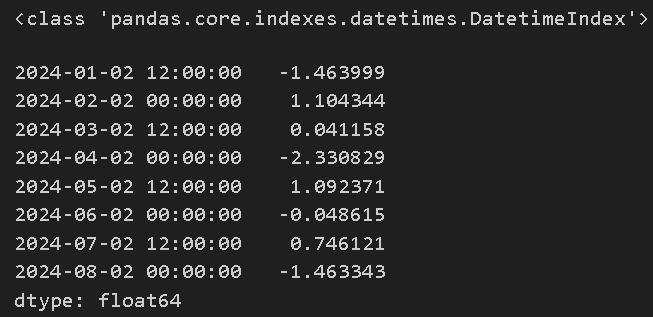 <class 'pandas.core.indexes.datetimes.DatetimeIndex'>
2024-01-02 12:00:00   -1.463999
2024-02-02 00:00:00    1.104344
2024-03-02 12:00:00    0.041158
2024-04-02 00:00:00   -2.330829
2024-05-02 12:00:00    1.092371
2024-06-02 00:00:00   -0.048615
2024-07-02 12:00:00    0.746121
2024-08-02 00:00:00   -1.463343
dtype: float64